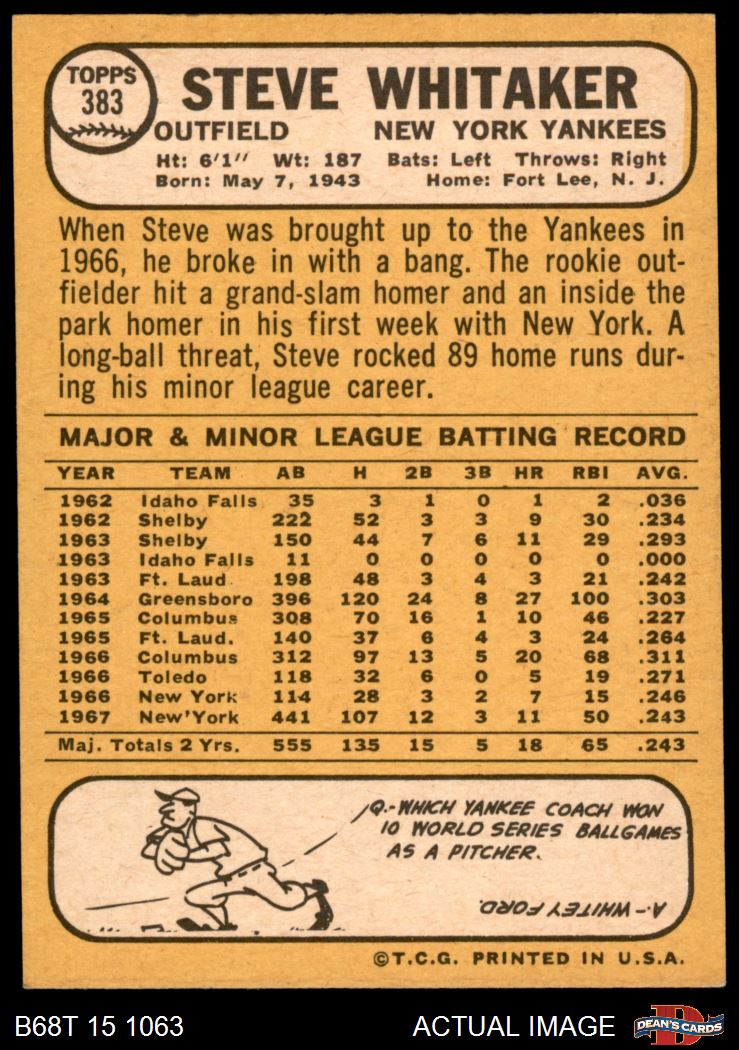 TOPPS
383
STEVE WHITAKER
OUTFIELD NEW YORK YANKEES
Ht: 6'1" Wt: 187 Bats: Left Throws: Right
Born: May 7, 1943 Home: Fort Lee, N. J.
When Steve was brought up to the Yankees in
1966, he broke in with a bang. The rookie out-
fielder hit a grand-slam homer and an inside the
park homer in his first week with New York. A
long-ball threat, Steve rocked 89 home runs dur-
ing his minor league career.
MAJOR & MINOR LEAGUE BATTING RECORD
YEAR TEAM AB H 2B 3B HR RBI AVG.
1962 Idaho Falls 35 3 1 0 1 2 .036
1962 Shelby 222 52 3 3 9 30 .234
1963 Shelby 150 44 7 6 11 29 .293
1963 Idaho Falls 11 0 0 0 0 0 .000
1963 Ft. Laud. 198 48 3 4 3 21 .242
1964 Greensboro 396 120 24 8 27 100 .303
1965 Columbus 308 70 16 1 10 46 .227
1965 Ft. Laud. 140 37 6 4 3 24 .264
1966 Columbus 312 97 13 5 20 68 .311
1966 Toledo 118 32 6 0 5 19 .271
1966 New York 114 28 3 2 7 15 .246
1967 New'York 441 107 12 3 11 50 .243
Maj. Totals 2 Yrs. 555 135 15 5 18 65 .243
Q.-WHICH YANKEE COACH WON
10 WORLD SERIES BALLGAMES
AS A PITCHER.
A-WHITEY FORD.
©T.C.G. PRINTED IN U.S.A.
B68T 15 1063 ACTUAL IMAGE
D
DEAN'S CARDS